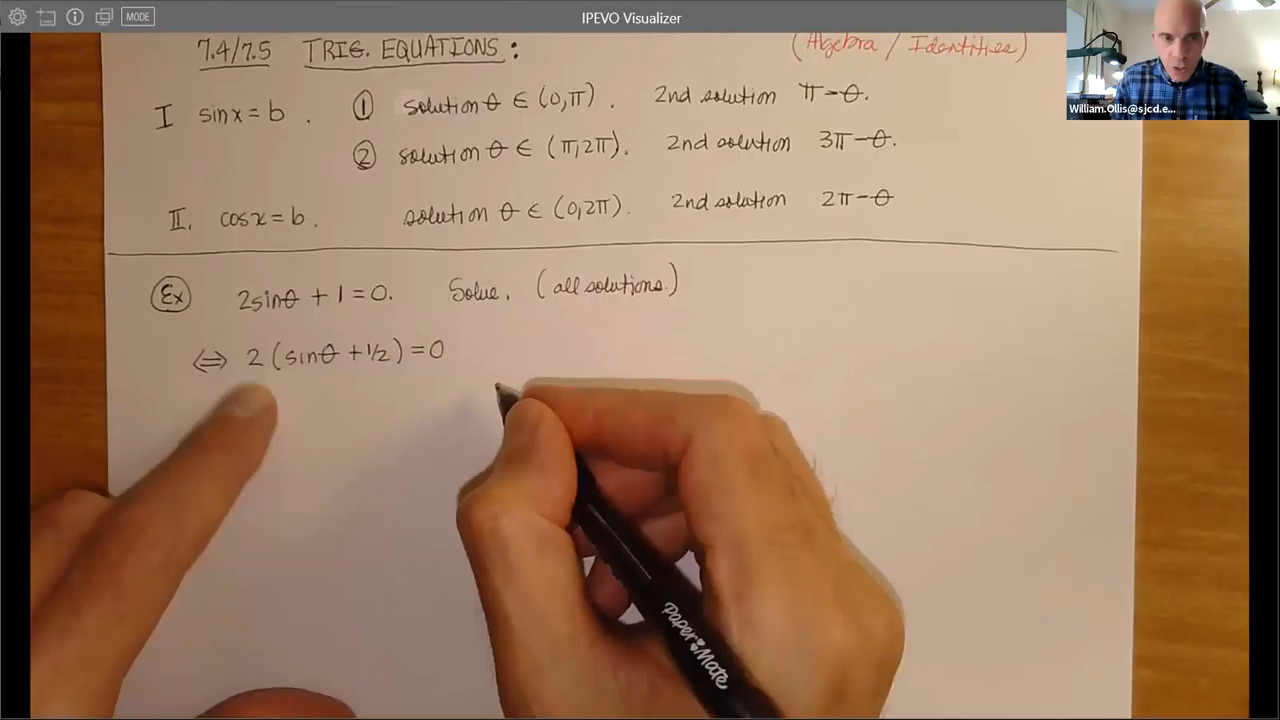 MODE
IPEVO Visualizer
William.Ollis@sjcd.e...
7.4/7.5 TRIG. EQUATIONS: (Algebra / Identities)
I sinx = b. ① solution θ ∈ (0,π). 2nd solution π-θ.
② solution θ ∈ (π,2π). 2nd solution 3π-θ.
II. cosx = b. solution θ ∈ (0,2π). 2nd solution 2π-θ
Ex 2sinθ + 1 = 0. Solve. (all solutions.)
⇔ 2(sinθ + 1/2) = 0
Paper Mate